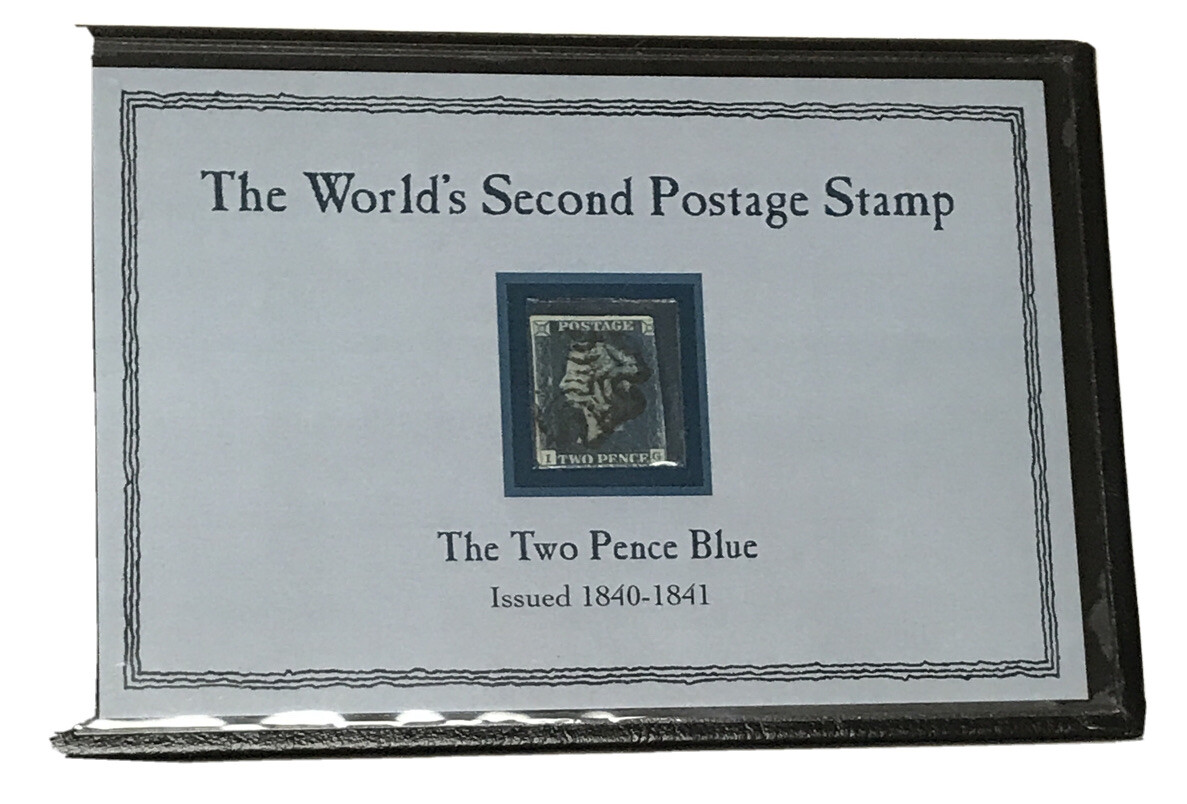 The World's Second Postage Stamp
POSTAGE
I TWO PENCE G
The Two Pence Blue
Issued 1840-1841